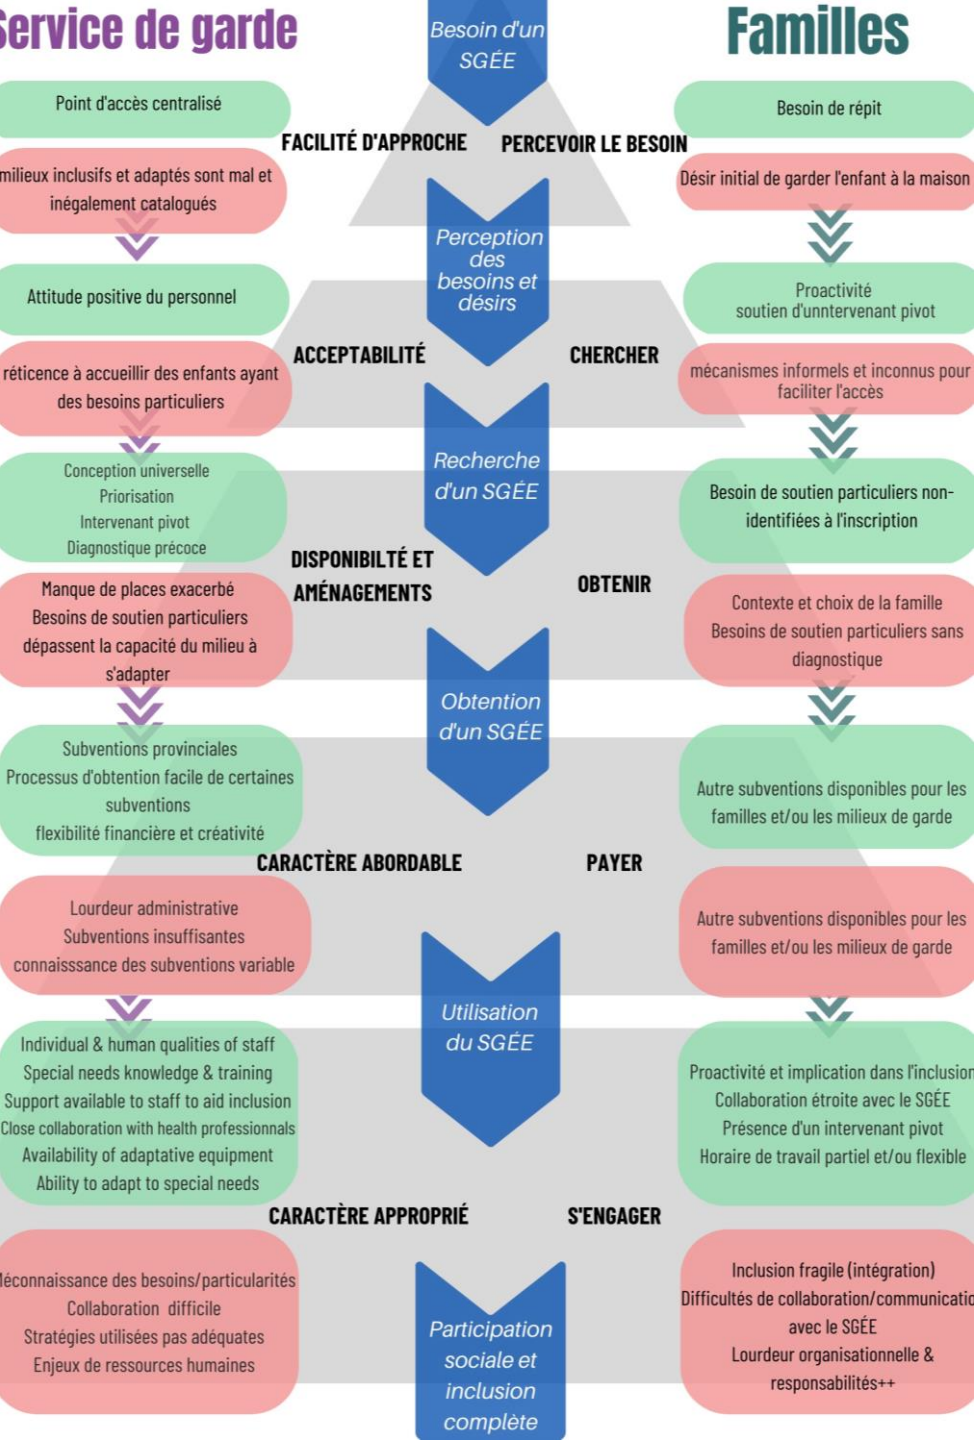 Service de garde
Familles
Besoin d'un
SGÉE
Point d'accès centralisé
Besoin de répit
FACILITÉ D'APPROCHE
PERCEVOIR LE BESOIN
milieux inclusifs et adaptés sont mal et
inégalement catalogués
Désir initial de garder l'enfant à la maison
Perception
des
besoins et
désirs
Attitude positive du personnel
Proactivité
soutien d'unntervenant pivot
ACCEPTABILITÉ
CHERCHER
réticence à accueillir des enfants ayant
des besoins particuliers
mécanismes informels et inconnus pour
faciliter l'accès
Recherche
d'un SGÉE
Conception universelle
Priorisation
Intervenant pivot
Diagnostique précoce
Besoin de soutien particuliers non-
identifiées à l'inscription
DISPONIBILTÉ ET
AMÉNAGEMENTS
OBTENIR
Manque de places exacerbé
Besoins de soutien particuliers
dépassent la capacité du milieu à
s'adapter
Contexte et choix de la famille
Besoins de soutien particuliers sans
diagnostique
Obtention
d'un SGÉE
Subventions provinciales
Processus d'obtention facile de certaines
subventions
flexibilité financière et créativité
Autre subventions disponibles pour les
familles et/ou les milieux de garde
CARACTÈRE ABORDABLE
PAYER
Lourdeur administrative
Subventions insuffisantes
connaisssance des subventions variable
Autre subventions disponibles pour les
familles et/ou les milieux de garde
Utilisation
du SGÉE
Individual & human qualities of staff
Special needs knowledge & training
Support available to staff to aid inclusion
Close collaboration with health professionnals
Availability of adaptative equipment
Ability to adapt to special needs
Proactivité et implication dans l'inclusion
Collaboration étroite avec le SGÉE
Présence d'un intervenant pivot
Horaire de travail partiel et/ou flexible
CARACTÈRE APPROPRIÉ
S'ENGAGER
Méconnaissance des besoins/particularités
Collaboration difficile
Stratégies utilisées pas adéquates
Enjeux de ressources humaines
Inclusion fragile (intégration)
Difficultés de collaboration/communication
avec le SGÉE
Lourdeur organisationnelle &
responsabilités++
Participation
sociale et
inclusion
complète